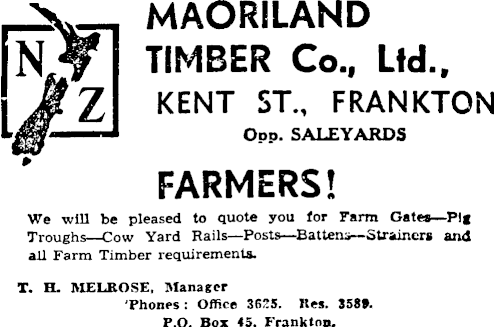 N
Z
MAORILAND
TIMBER Co., Ltd.,
KENT ST., FRANKTON
Opp. SALEYARDS
FARMERS!
We will be pleased to quote you for Farm Gates—Pig
Troughs—Cow Yard Rails—Posts—Battens—Strainers and
all Farm Timber requirements.
T. H. MELROSE, Manager
'Phones: Office 3625. Res. 3589.
P.O. Box 45, Frankton.